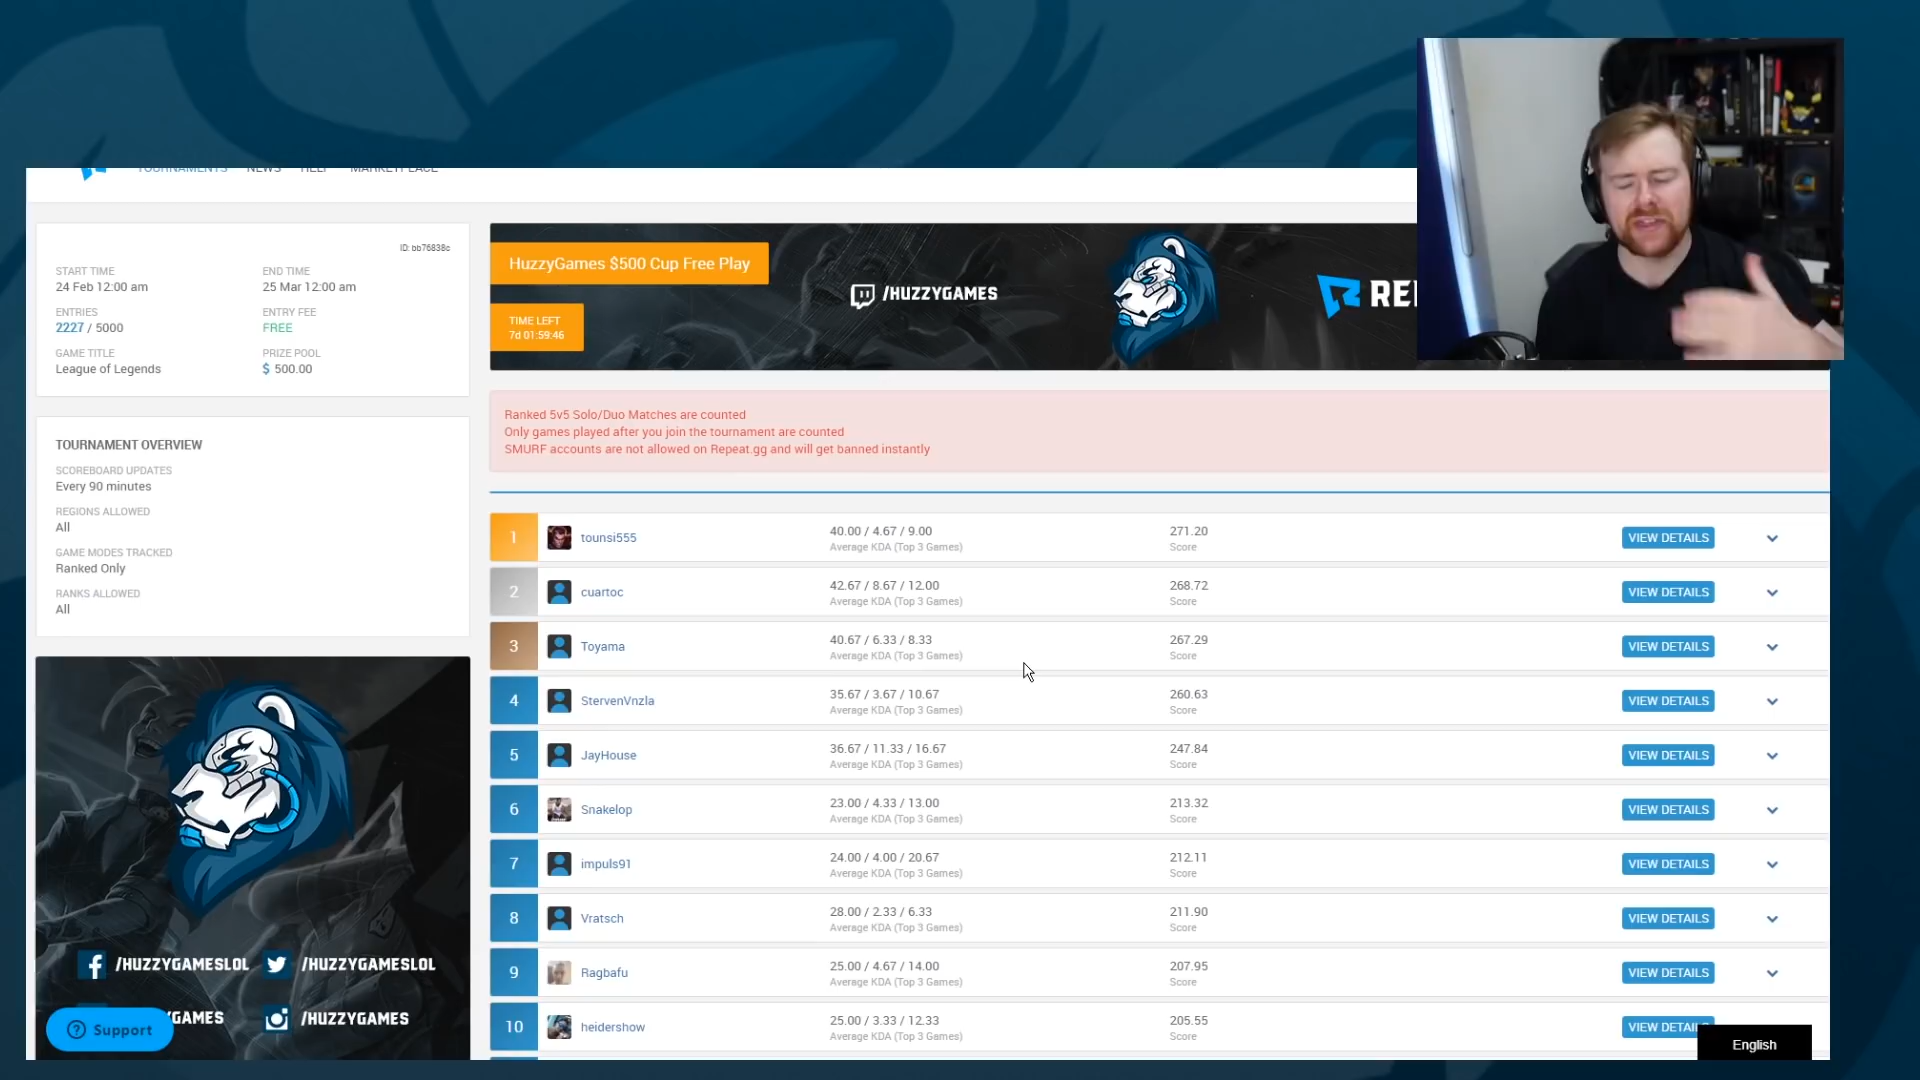 TOURNAMENTS NEWS HELP MARKETPLACE
ID: bb76838c
START TIME
24 Feb 12:00 am
END TIME
25 Mar 12:00 am
ENTRIES
2227 / 5000
ENTRY FEE
FREE
GAME TITLE
League of Legends
PRIZE POOL
$ 500.00
TOURNAMENT OVERVIEW
SCOREBOARD UPDATES
Every 90 minutes
REGIONS ALLOWED
All
GAME MODES TRACKED
Ranked Only
RANKS ALLOWED
All
/HUZZYGAMESLOL /HUZZYGAMESLOL
/HUZZYGAMES
Support
HuzzyGames $500 Cup Free Play
TIME LEFT
7d 01:59:46
/HUZZYGAMES
Ranked 5v5 Solo/Duo Matches are counted
Only games played after you join the tournament are counted
SMURF accounts are not allowed on Repeat.gg and will get banned instantly
1 tounsi555 40.00 / 4.67 / 9.00 271.20 VIEW DETAILS
Average KDA (Top 3 Games) Score
2 cuartoc 42.67 / 8.67 / 12.00 268.72 VIEW DETAILS
Average KDA (Top 3 Games) Score
3 Toyama 40.67 / 6.33 / 8.33 267.29 VIEW DETAILS
Average KDA (Top 3 Games) Score
4 StervenVnzla 35.67 / 3.67 / 10.67 260.63 VIEW DETAILS
Average KDA (Top 3 Games) Score
5 JayHouse 36.67 / 11.33 / 16.67 247.84 VIEW DETAILS
Average KDA (Top 3 Games) Score
6 Snakelop 23.00 / 4.33 / 13.00 213.32 VIEW DETAILS
Average KDA (Top 3 Games) Score
7 impuls91 24.00 / 4.00 / 20.67 212.11 VIEW DETAILS
Average KDA (Top 3 Games) Score
8 Vratsch 28.00 / 2.33 / 6.33 211.90 VIEW DETAILS
Average KDA (Top 3 Games) Score
9 Ragbafu 25.00 / 4.67 / 14.00 207.95 VIEW DETAILS
Average KDA (Top 3 Games) Score
10 heidershow 25.00 / 3.33 / 12.33 205.55 VIEW
Average KDA (Top 3 Games) Score
English